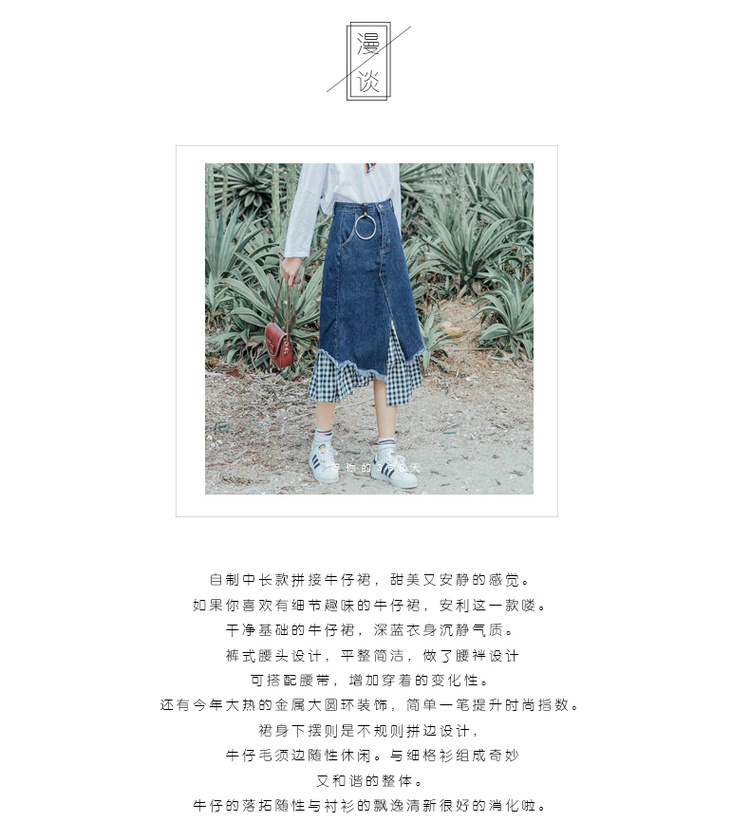 漫
谈
自制中长款拼接牛仔裙，甜美又安静的感觉。
如果你喜欢有细节趣味的牛仔裙，安利这一款喽。
干净基础的牛仔裙，深蓝衣身沉静气质。
裤式腰头设计，平整简洁，做了腰袢设计
可搭配腰带，增加穿着的变化性。
还有今年大热的金属大圆环装饰，简单一笔提升时尚指数。
裙身下摆则是不规则拼边设计，
牛仔毛须边随性休闲。与细格衫组成奇妙
又和谐的整体。
牛仔的落拓随性与衬衫的飘逸清新很好的消化啦。